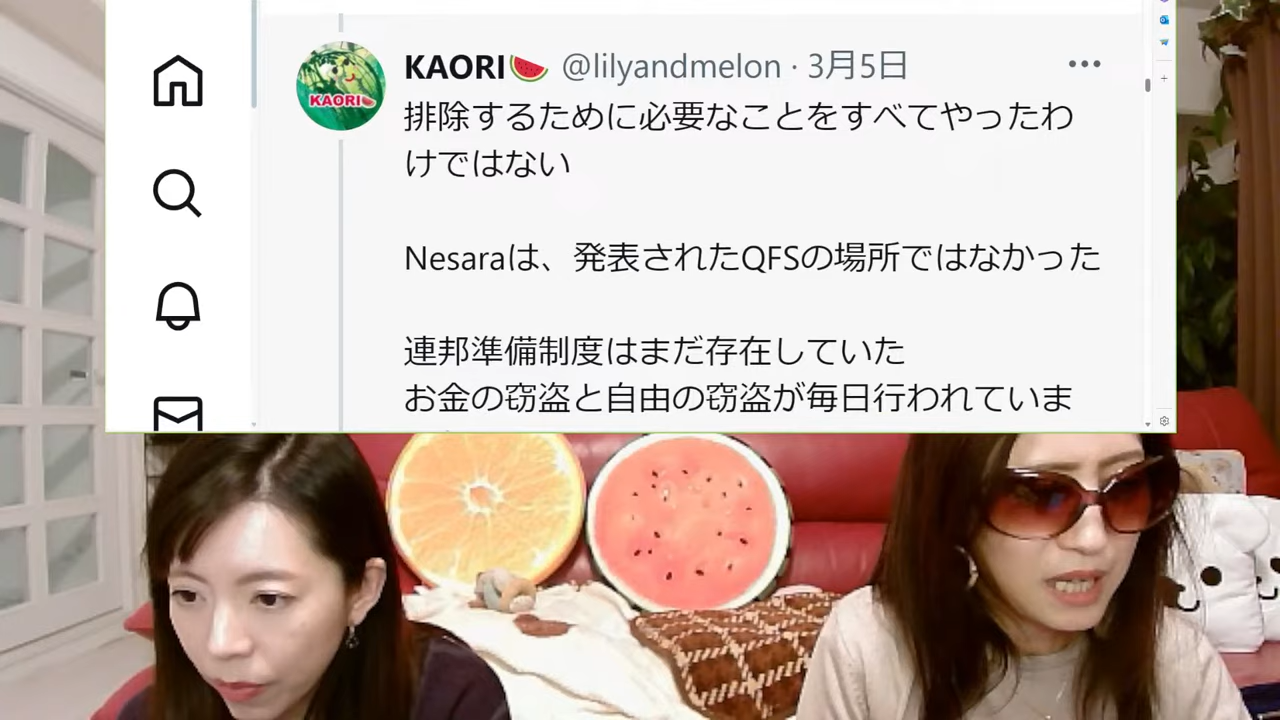 KAORI🍉 @lilyandmelon · 3月5日
KAORI🍉
排除するために必要なことをすべてやったわ
けではない
Nesaraは、発表されたQFSの場所ではなかった
連邦準備制度はまだ存在していた
お金の窃盗と自由の窃盗が毎日行われていま